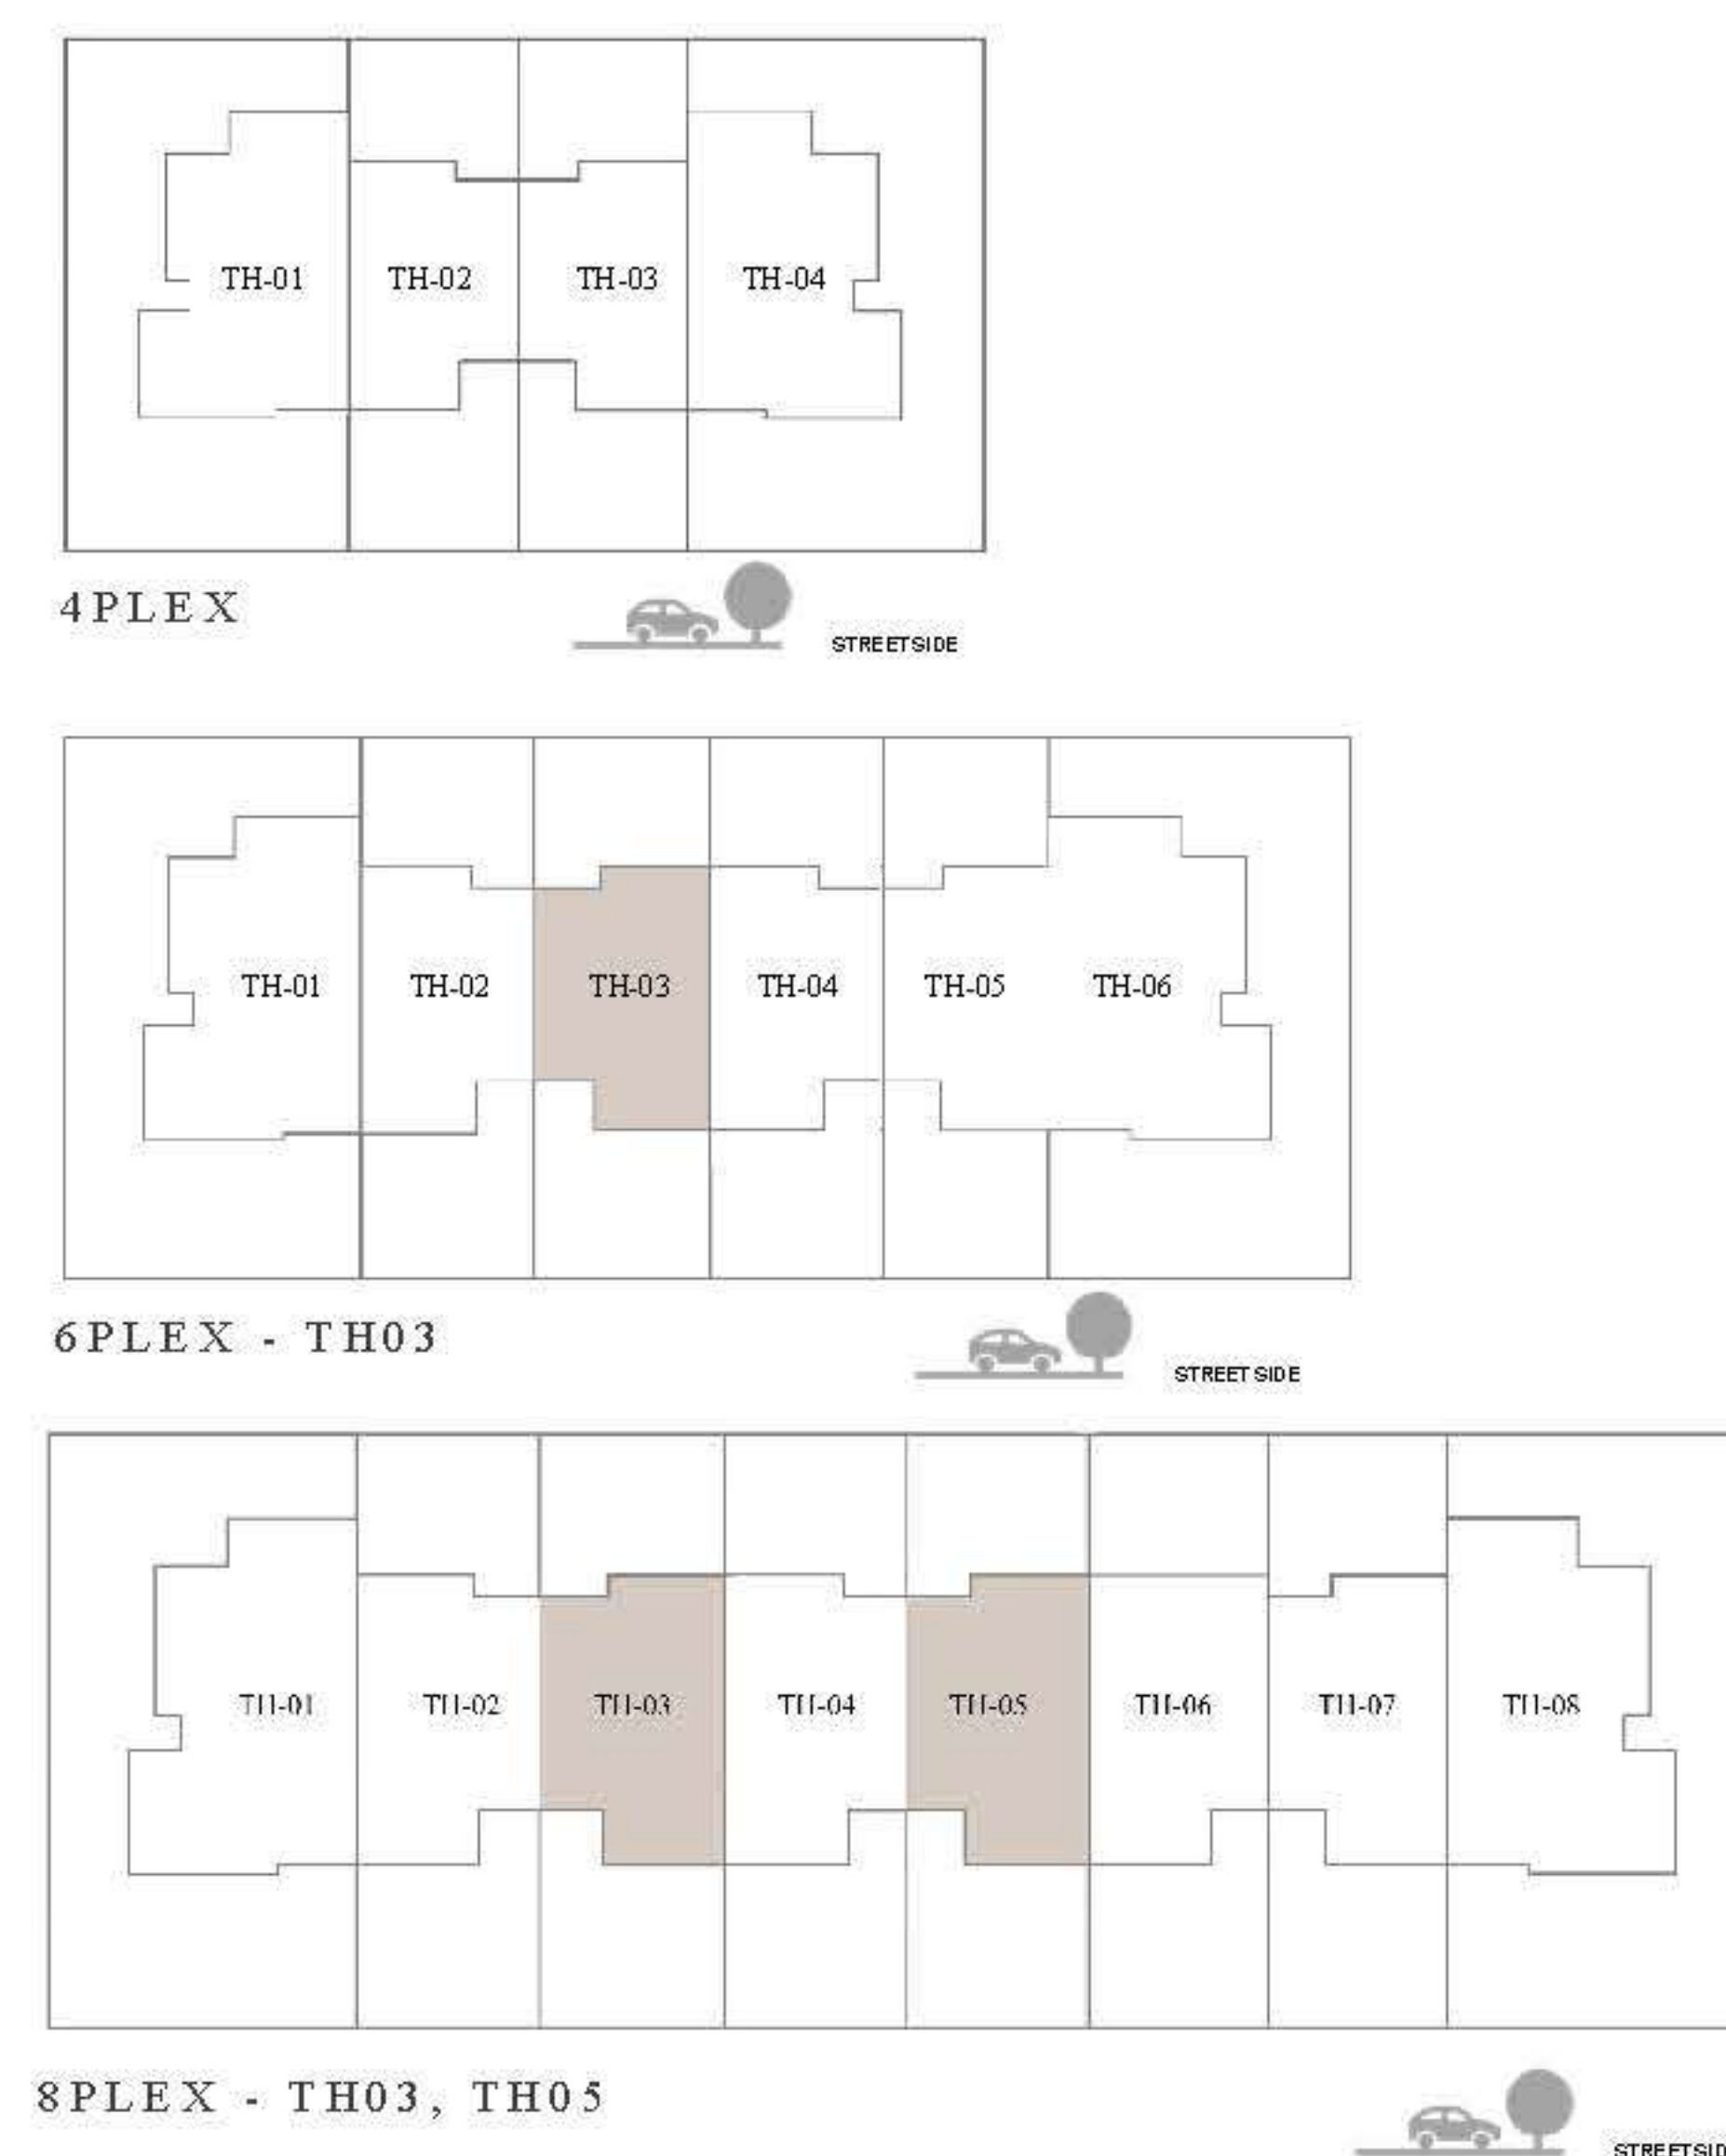 TH-01 TH-02 TH-03 TH-04
4PLEX
STREETSIDE
TH-01 TH-02 TH-03 TH-04 TH-05 TH-06
6PLEX - TH03
STREETSIDE
TH-01 TH-02 TH-03 TH-04 TH-05 TH-06 TH-07 TH-08
8PLEX - TH03, TH05
STREETSID